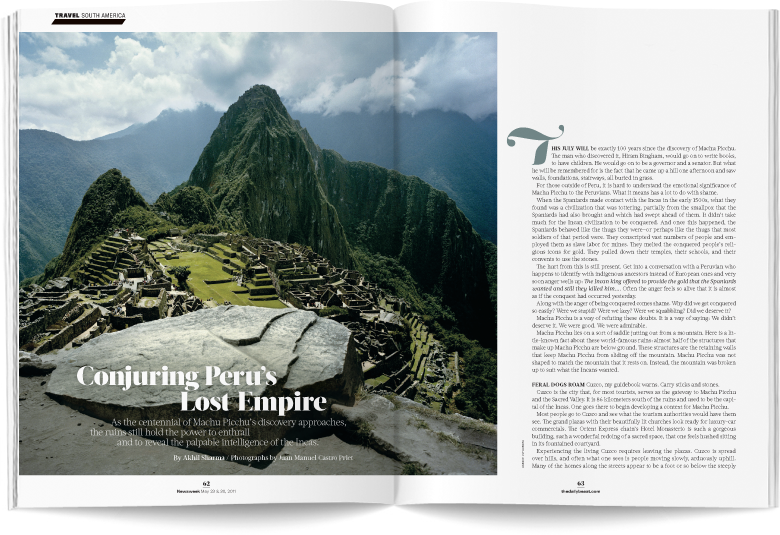 TRAVEL SOUTH AMERICA
Conjuring Peru's
Lost Empire
As the centennial of Machu Picchu's discovery approaches,
the ruins still hold the power to enthrall
and to reveal the palpable intelligence of the Incas.
By Akhil Sharma / Photographs by Juan Manuel Castro Prieto
62
Newsweek May 23 & 30, 2011
THIS JULY WILL be exactly 100 years since the discovery of Machu Picchu.
The man who discovered it, Hiram Bingham, would go on to write books,
to have children. He would go on to be a governor and a senator. But what
he will be remembered for is the fact that he came up a hill one afternoon and saw
walls, foundations, stairways, all buried in grass.
For those outside of Peru, it is hard to understand the emotional significance of
Machu Picchu to the Peruvians. What it means has a lot to do with shame.
When the Spaniards made contact with the Incas in the early 1500s, what they
found was a civilization that was tottering, partially from the smallpox that the
Spaniards had also brought and which had swept ahead of them. It didn't take
much for the Incan civilization to be conquered. And once this happened, the
Spaniards behaved like the thugs they were—or perhaps like the thugs that most
soldiers of that period were. They conscripted vast numbers of people and em-
ployed them as slave labor for mines. They melted the conquered people's reli-
gious icons for gold. They pulled down their temples, their schools, and their
convents to use the stones.
The hurt from this is still present. Get into a conversation with a Peruvian who
happens to identify with indigenous ancestors instead of European ones and very
soon anger wells up: The Incan king offered to provide the gold that the Spaniards
wanted and still they killed him.... Often the anger feels so alive that it is almost
as if the conquest had occurred yesterday.
Along with the anger of being conquered comes shame. Why did we get conquered
so easily? Were we stupid? Were we lazy? Were we squabbling? Did we deserve it?
Machu Picchu is a way of refuting these doubts. It is a way of saying: We didn't
deserve it. We were good. We were admirable.
Machu Picchu lies on a sort of saddle jutting out from a mountain. Here is a lit-
tle-known fact about these world-famous ruins: almost half of the structures that
make up Machu Picchu are below ground. These structures are the retaining walls
that keep Machu Picchu from sliding off the mountain. Machu Picchu was not
shaped to match the mountain that it rests on. Instead, the mountain was broken
up to suit what the Incans wanted.
FERAL DOGS ROAM Cuzco, my guidebook warns. Carry sticks and stones.
Cuzco is the city that, for most tourists, serves as the gateway to Machu Picchu
and the Sacred Valley. It is 116 kilometers south of the ruins and used to be the capi-
tal of the Incas. One goes there to begin developing a context for Machu Picchu.
Most people go to Cuzco and see what the tourism authorities would have them
see. The grand plazas with their beautifully lit churches look ready for luxury-car
commercials. The Orient Express chain's Hotel Monasterio is such a gorgeous
building, such a wonderful redoing of a sacred space, that one feels hushed sitting
in its fountained courtyard.
Experiencing the living Cuzco requires leaving the plazas. Cuzco is spread
over hills, and often what one sees is people moving slowly, arduously uphill.
Many of the homes along the streets appear to be a foot or so below the steeply
63
thedailybeast.com